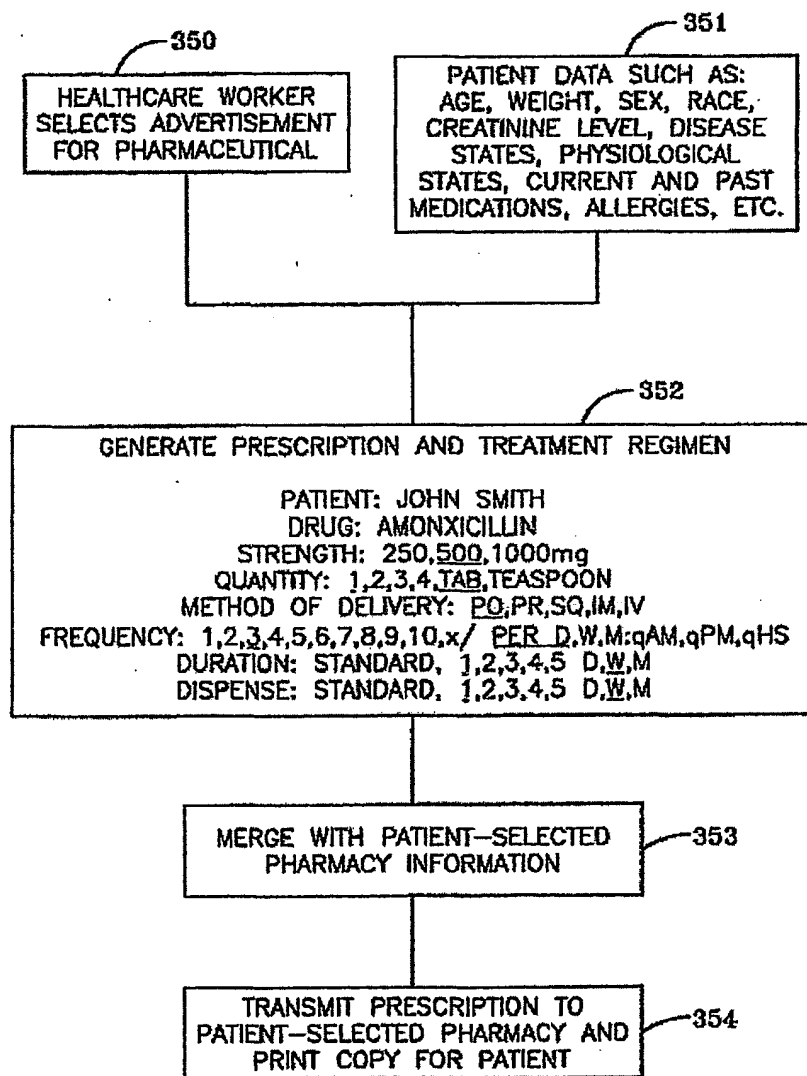 350
HEALTHCARE WORKER
SELECTS ADVERTISEMENT
FOR PHARMACEUTICAL
351
PATIENT DATA SUCH AS:
AGE, WEIGHT, SEX, RACE,
CREATININE LEVEL, DISEASE
STATES, PHYSIOLOGICAL
STATES, CURRENT AND PAST
MEDICATIONS, ALLERGIES, ETC.
352
GENERATE PRESCRIPTION AND TREATMENT REGIMEN
PATIENT: JOHN SMITH
DRUG: AMONXICILLIN
STRENGTH: 250,500,1000mg
QUANTITY: 1,2,3,4,TAB,TEASPOON
METHOD OF DELIVERY: PO,PR,SQ,IM,IV
FREQUENCY: 1,2,3,4,5,6,7,8,9,10,x/ PER D,W,M:qAM,qPM,qHS
DURATION: STANDARD, 1,2,3,4,5 D,W,M
DISPENSE: STANDARD, 1,2,3,4,5 D,W,M
MERGE WITH PATIENT-SELECTED
PHARMACY INFORMATION
353
TRANSMIT PRESCRIPTION TO
PATIENT-SELECTED PHARMACY AND
PRINT COPY FOR PATIENT
354